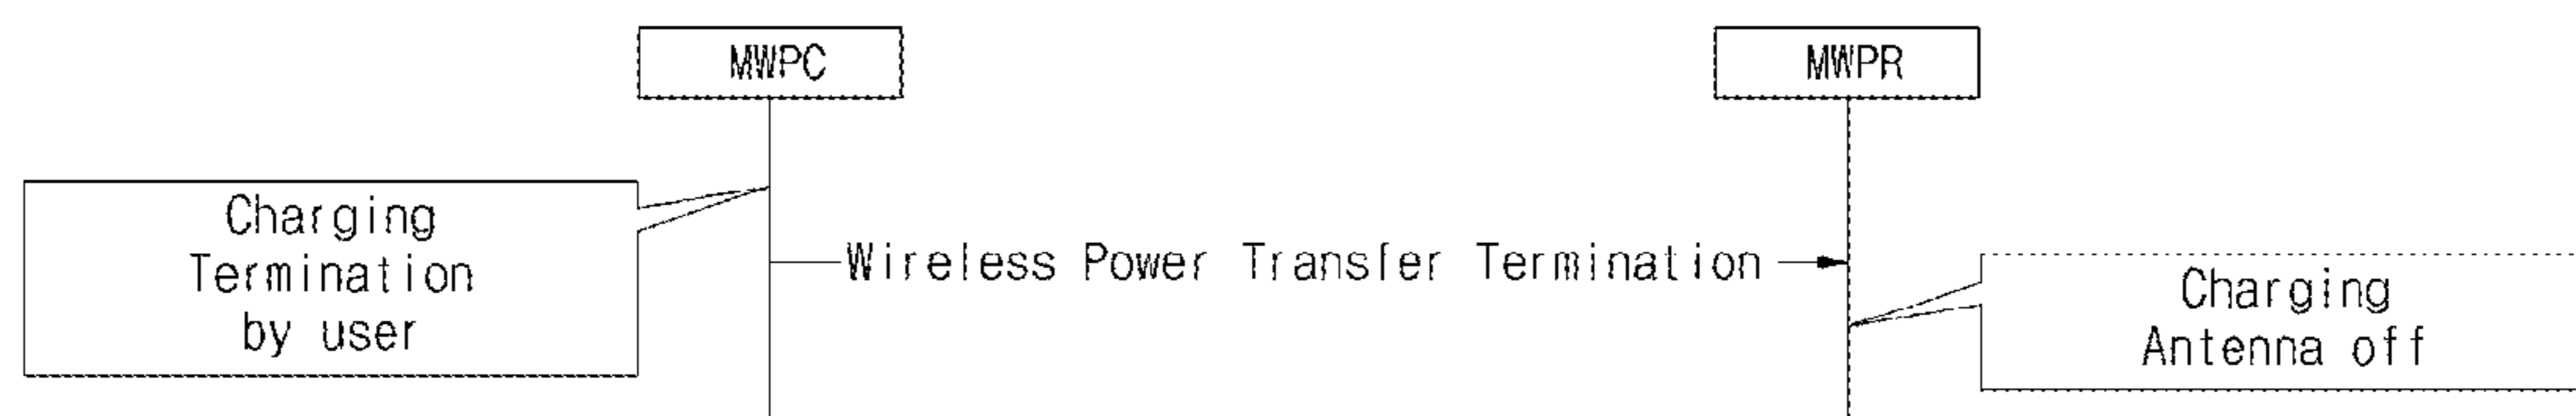 MWPC
MWPR
Charging
Termination
by user
Wireless Power Transfer Termination
Charging
Antenna off